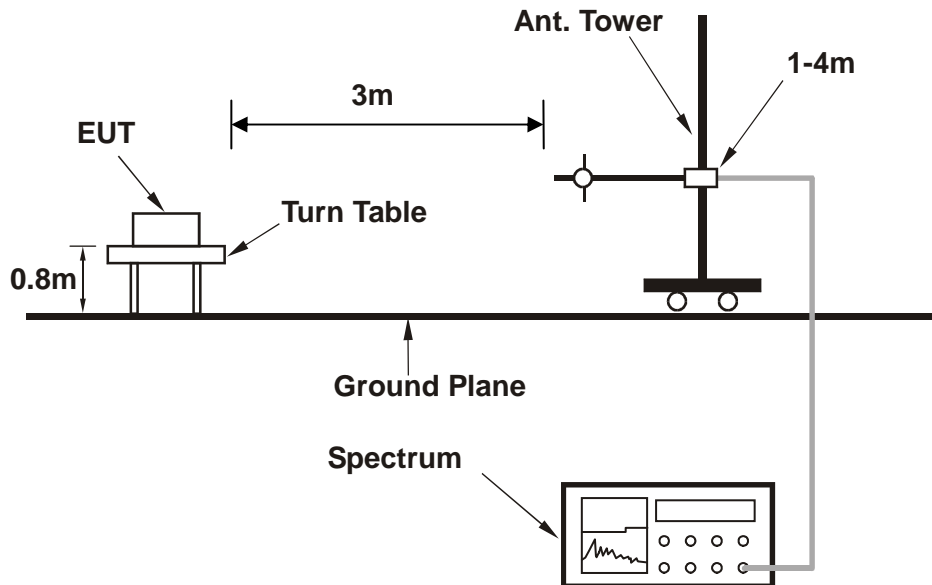 Ant. Tower
1-4m
3m
EUT
Turn Table
0.8m
Ground Plane
Spectrum